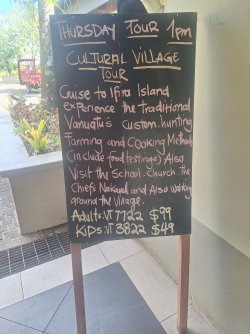 THURSDAY TOUR 1pm
CULTURAL VILLAGE
TOUR
Cruise to Ifira Island
Experience the Traditional
Vanuatu's Custom, hunting
Farming and Cooking Methods
(include food testings) Also
Visit the School, Church, The
Chiefs Nakamal and Also Walking
around the Village.
Adults: VT 7722 $99
KIDS: VT 3822 $49